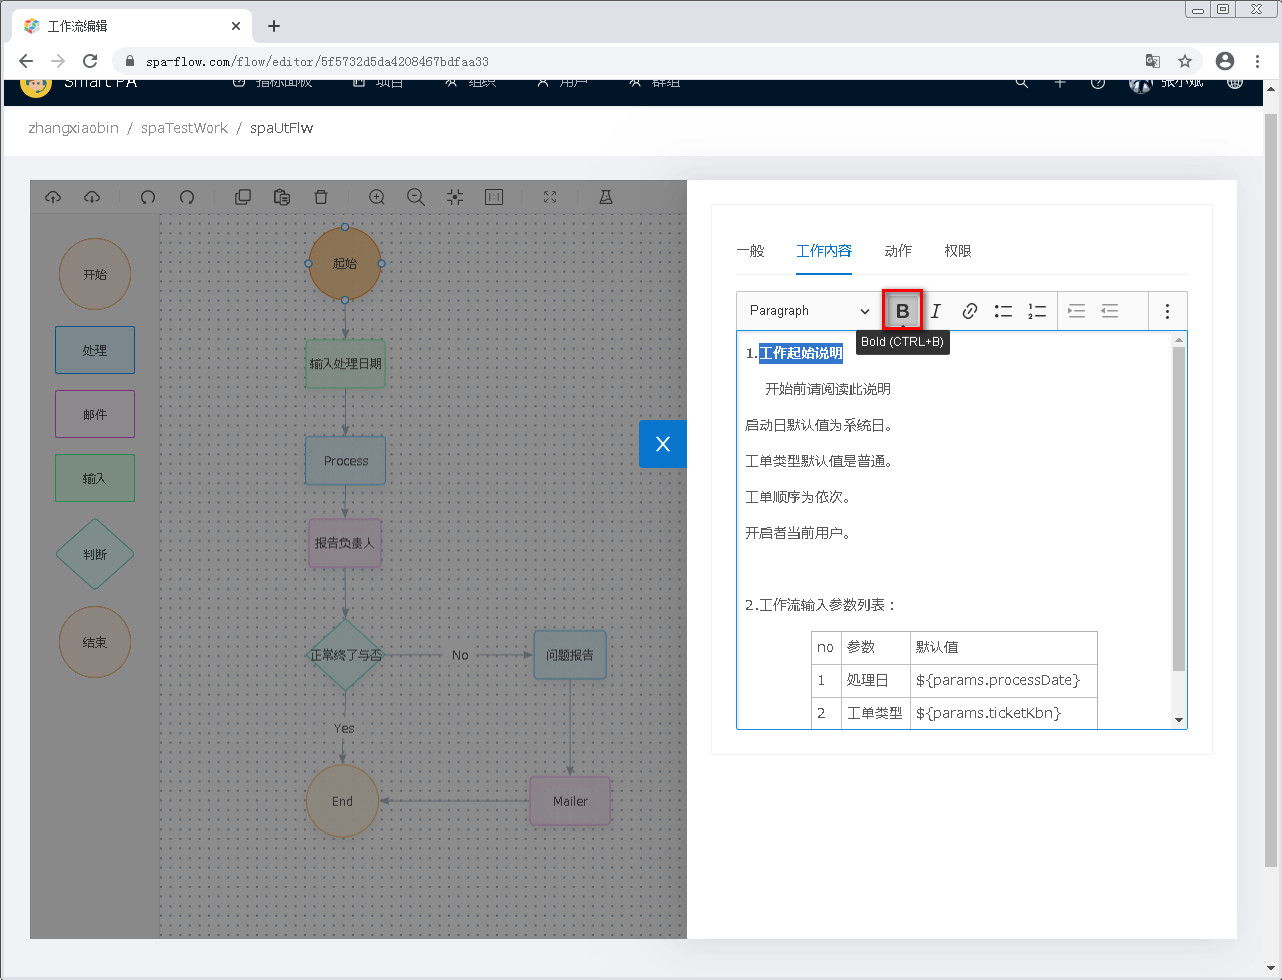 工作流编辑
spa-flow.com/flow/editor/5f5732d5da4208467bdfaa33
Smart PA 指标面板 项目 组织 用户 群组
zhangxiaobin / spaTestWork / spaUtFlw
开始
处理
邮件
输入
判断
结束
起始
输入处理日期
Process
报告负责人
正常终了与否
No
问题报告
Yes
End
Mailer
X
一般 工作内容 动作 权限
Paragraph B I
Bold (CTRL+B)
1.工作起始说明
开始前请阅读此说明
启动日默认值为系统日。
工单类型默认值是普通。
工单顺序为依次。
开启者当前用户。
2.工作流输入参数列表：
no 参数 默认值
1 处理日 ${params.processDate}
2 工单类型 ${params.ticketKbn}